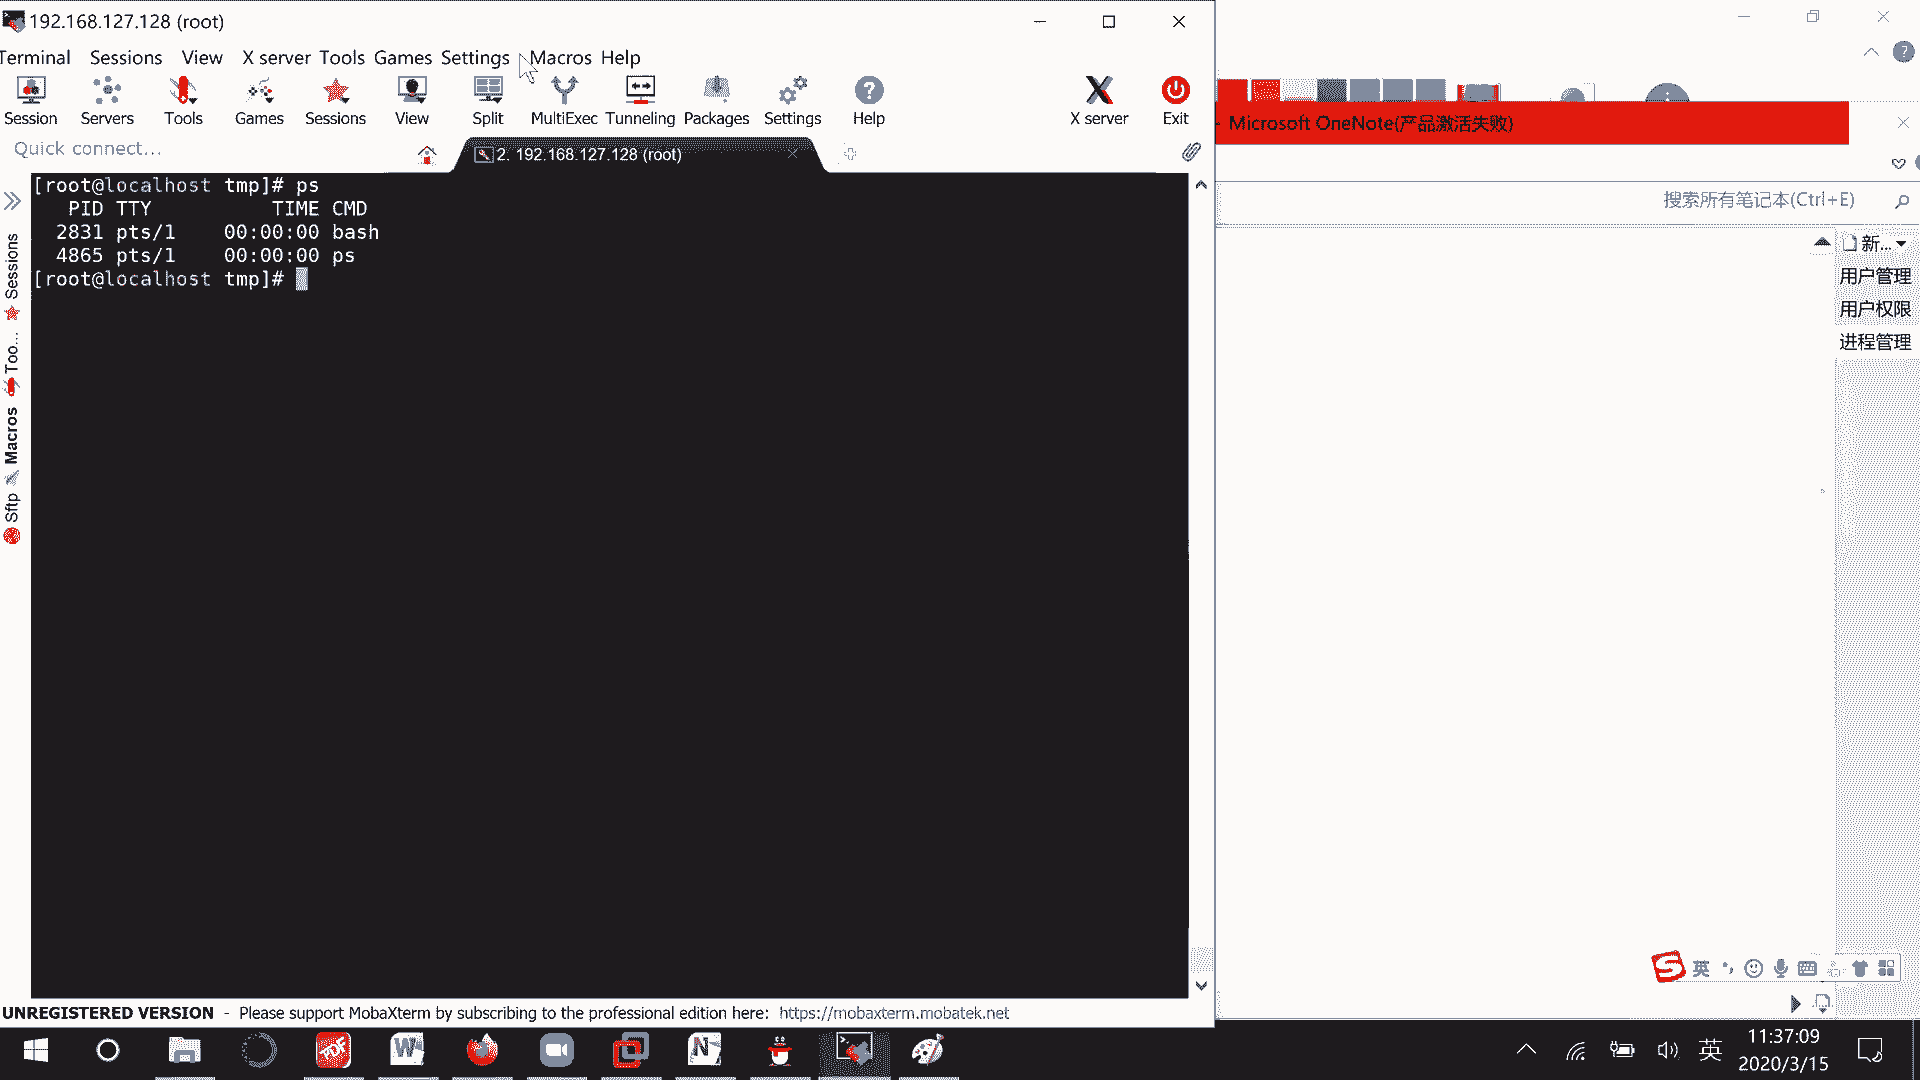 192.168.127.128 (root)
Terminal Sessions View X server Tools Games Settings Macros Help
Session Servers Tools Games Sessions View Split MultiExec Tunneling Packages Settings Help X server Exit
- Microsoft OneNote(产品激活失败)
Quick connect...
2. 192.168.127.128 (root)
搜索所有笔记本(Ctrl+E)
[root@localhost tmp]# ps
PID TTY TIME CMD
2831 pts/1 00:00:00 bash
4865 pts/1 00:00:00 ps
[root@localhost tmp]#
Sessions
Too...
Macros
Sftp
新...
用户管理
用户权限
进程管理
英
UNREGISTERED VERSION - Please support MobaXterm by subscribing to the professional edition here: https://mobaxterm.mobatek.net
英
11:37:09
2020/3/15